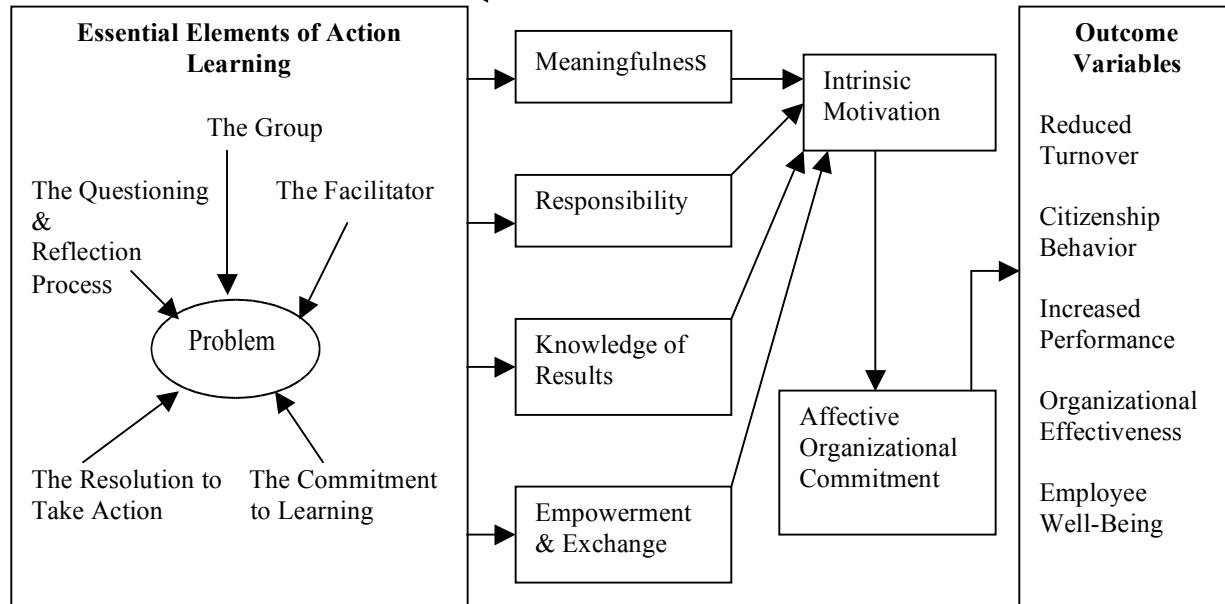 Essential Elements of Action
Learning
The Group
The Questioning
&
Reflection
Process
The Facilitator
Problem
The Resolution to
Take Action
The Commitment
to Learning
Meaningfulness
Responsibility
Knowledge of
Results
Empowerment
& Exchange
Intrinsic
Motivation
Affective
Organizational
Commitment
Outcome
Variables
Reduced
Turnover
Citizenship
Behavior
Increased
Performance
Organizational
Effectiveness
Employee
Well-Being